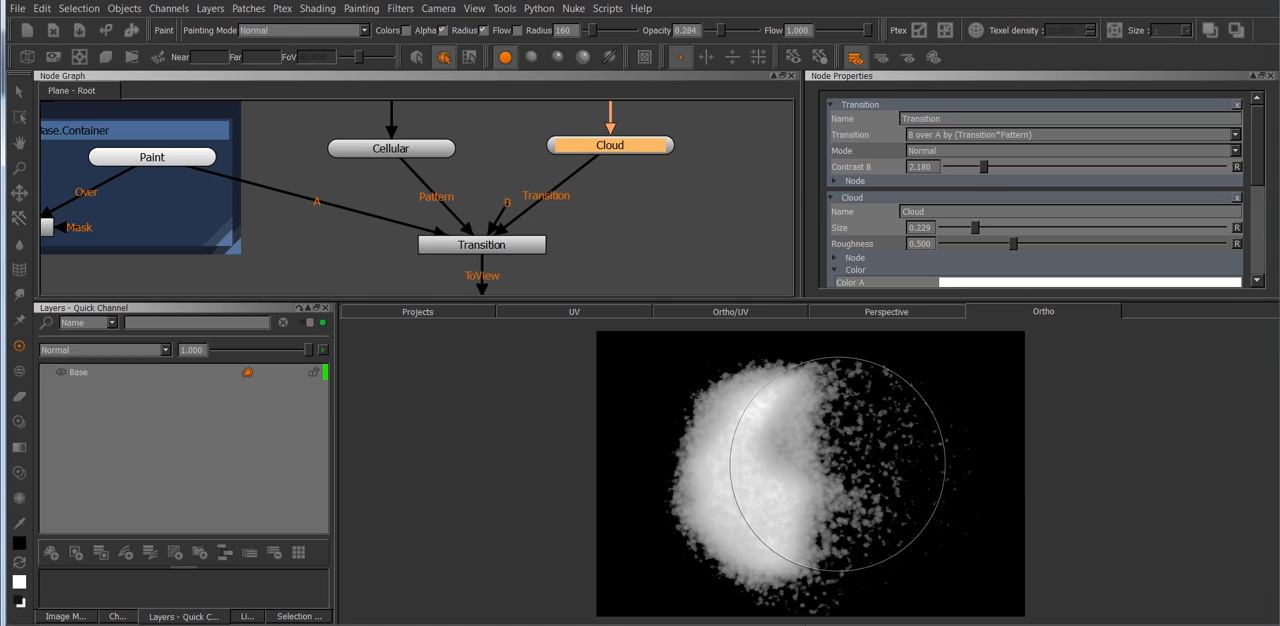 File Edit Selection Objects Channels Layers Patches Ptex Shading Painting Filters Camera View Tools Python Nuke Scripts Help
Paint Painting Mode Normal Colors Alpha Radius Flow Radius 160 Opacity 0.284 Flow 1.000 Ptex Texel density: Size :
Near Far FoV
Node Graph
Plane - Root
Base.Container
Paint
Over
Mask
A
Cellular
Pattern
Cloud
B
Transition
Transition
ToView
Node Properties
Transition x
Name Transition
Transition B over A by (Transition*Pattern)
Mode Normal
Contrast B 2.180 R
Node
Cloud x
Name Cloud
Size 0.229 R
Roughness 0.500 R
Node
Color
Color A
Layers - Quick Channel
Name
Normal 1.000
Base
Image M... Ch... Layers - Quick C... Li... Selection ...
Projects UV Ortho/UV Perspective Ortho